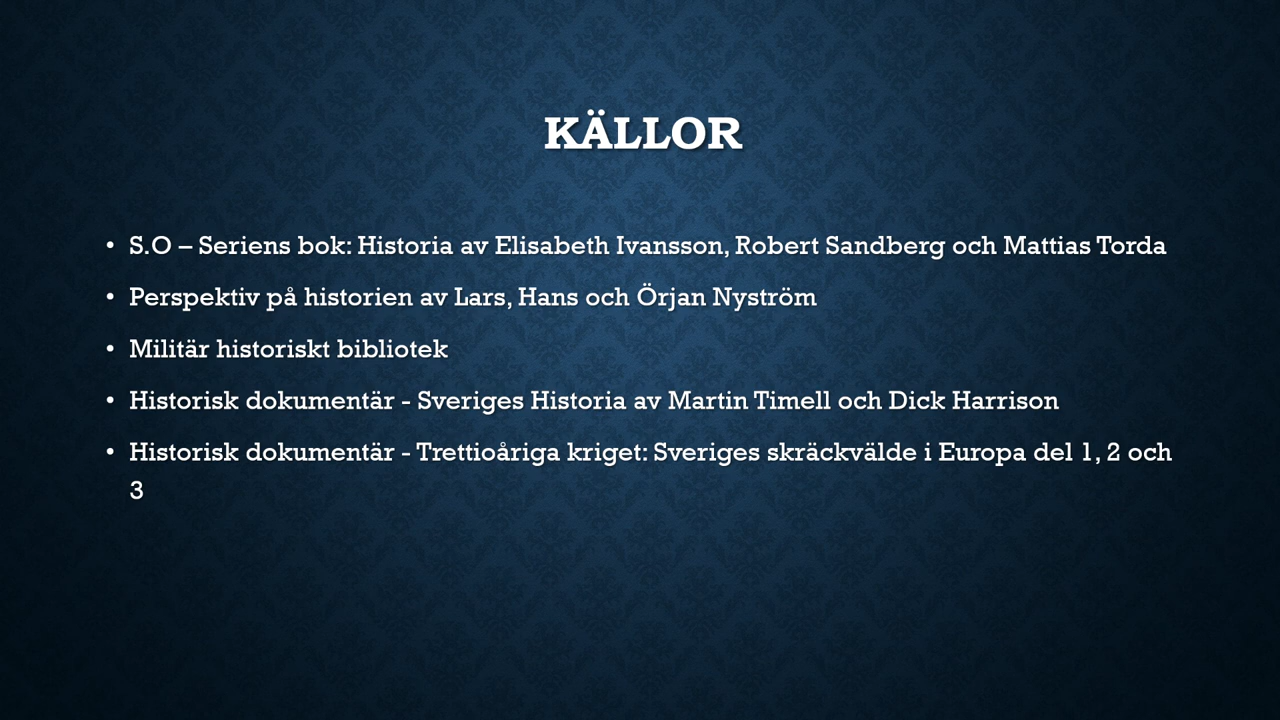 KÄLLOR
• S.O – Seriens bok: Historia av Elisabeth Ivansson, Robert Sandberg och Mattias Torda
• Perspektiv på historien av Lars, Hans och Örjan Nyström
• Militär historiskt bibliotek
• Historisk dokumentär - Sveriges Historia av Martin Timell och Dick Harrison
• Historisk dokumentär - Trettioåriga kriget: Sveriges skräckvälde i Europa del 1, 2 och
3